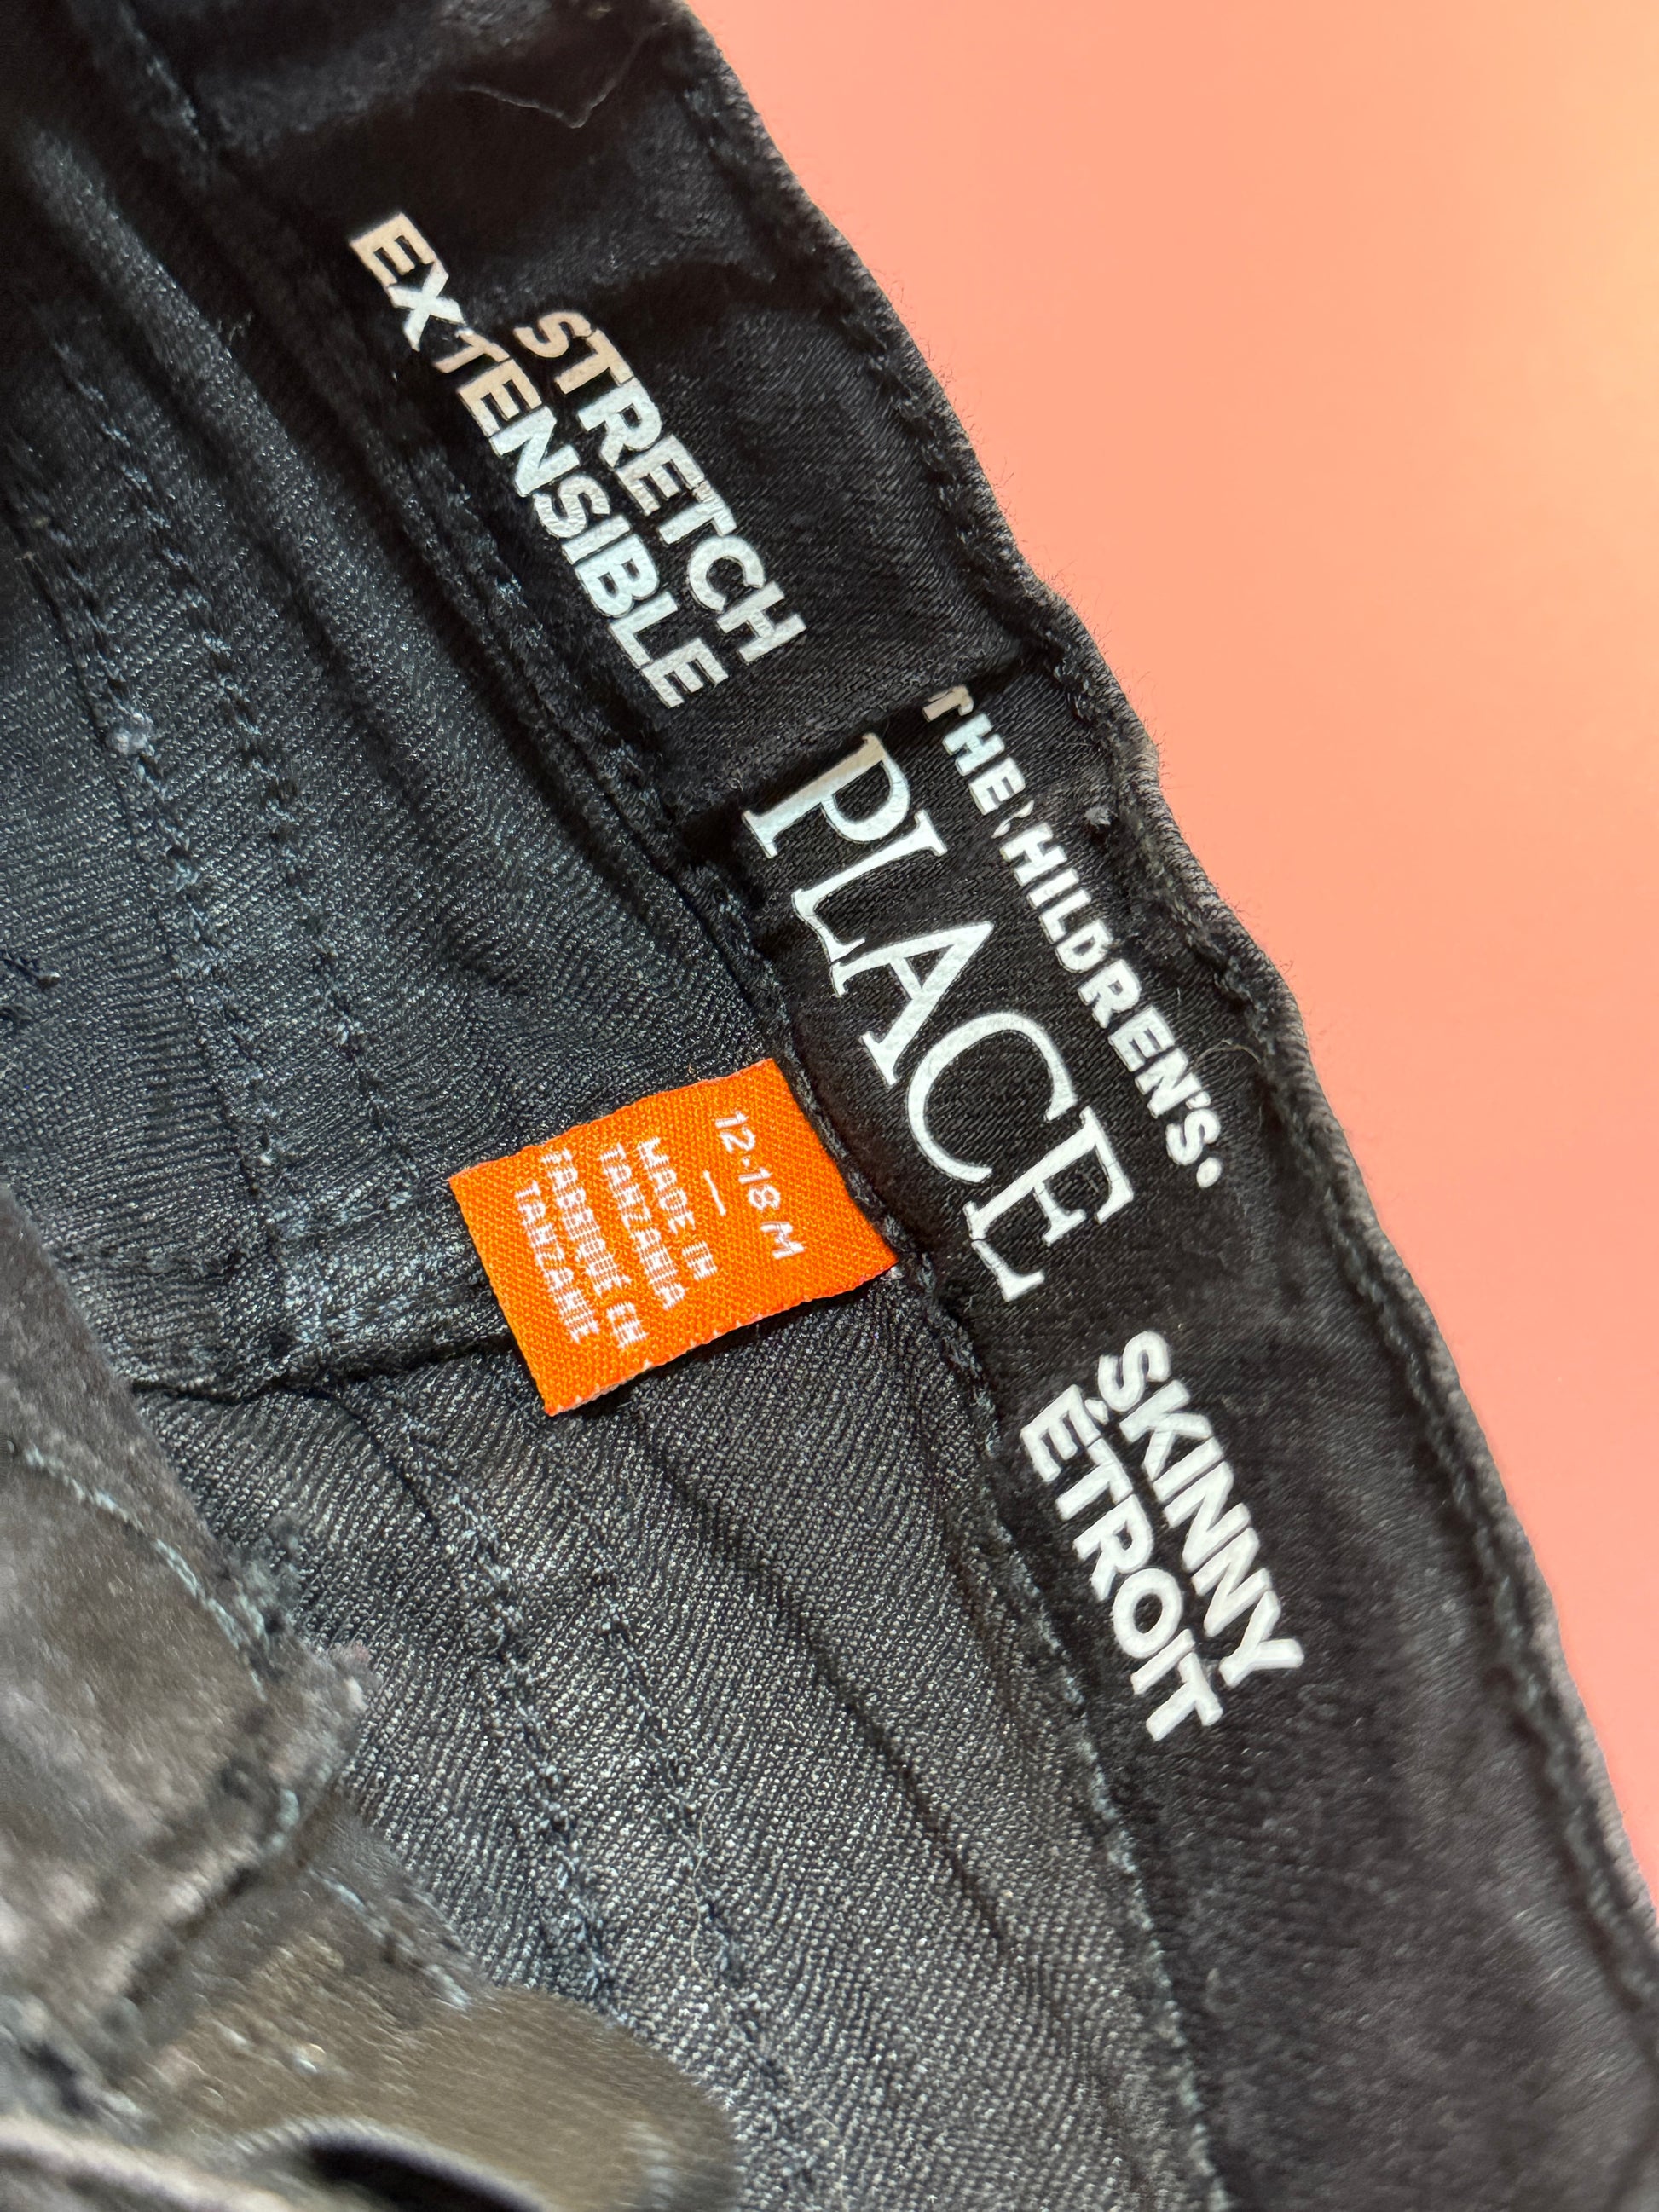 STRETCH
EXTENSIBLE
THE CHILDREN'S
PLACE
SKINNY
ÉTROIT
12-18 M
MADE IN
TANZANIA
FABRIQUÉ EN
TANZANIE